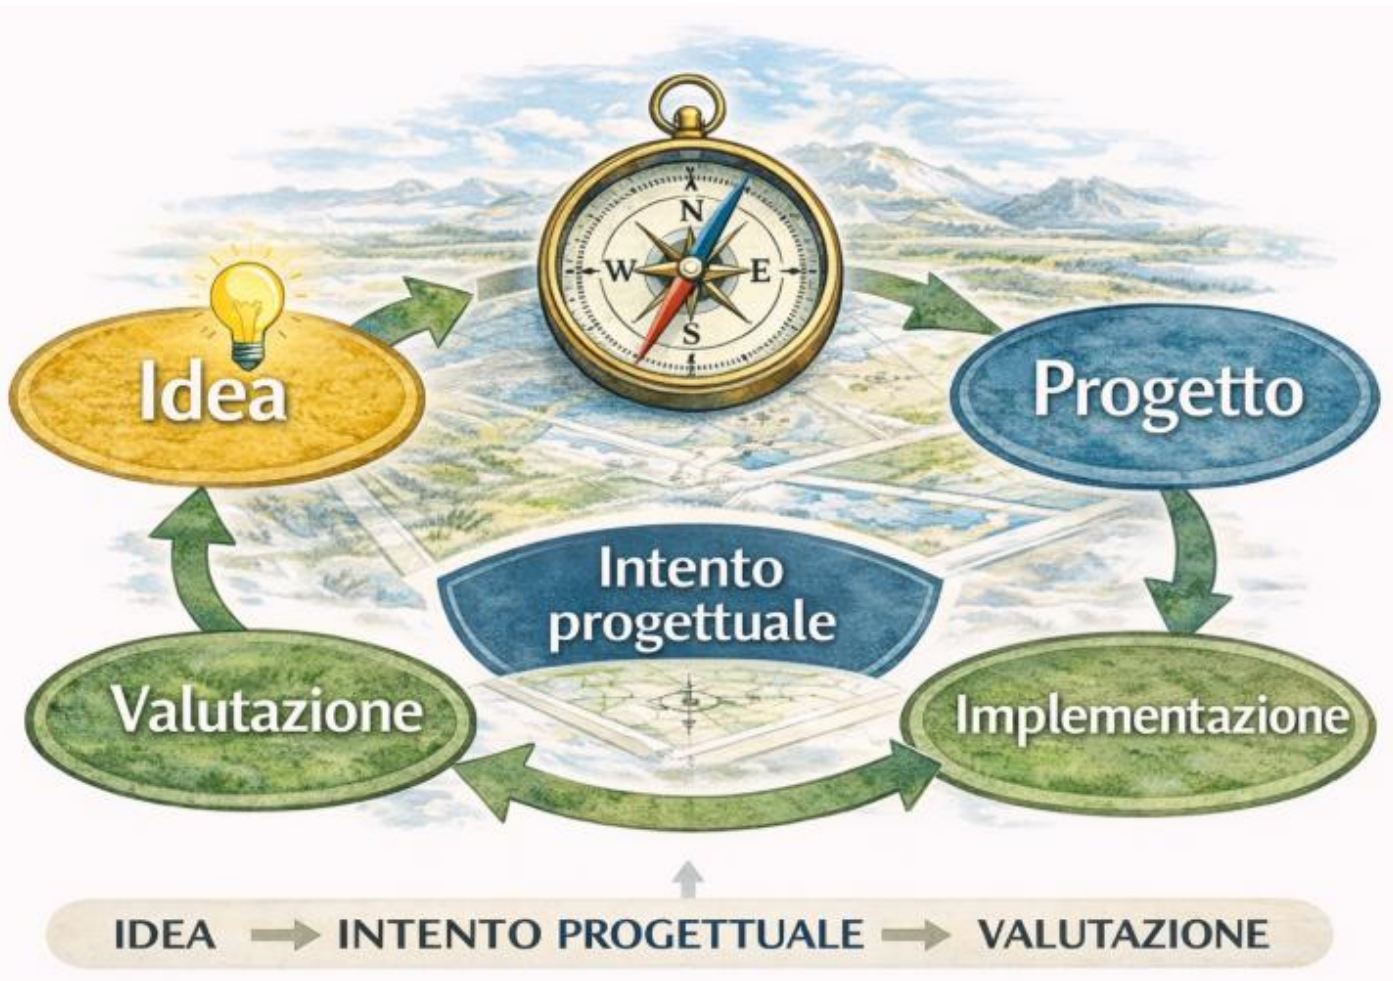 N
W E
S
Idea
Progetto
Intento
progettuale
Valutazione
Implementazione
IDEA INTENTO PROGETTUALE VALUTAZIONE